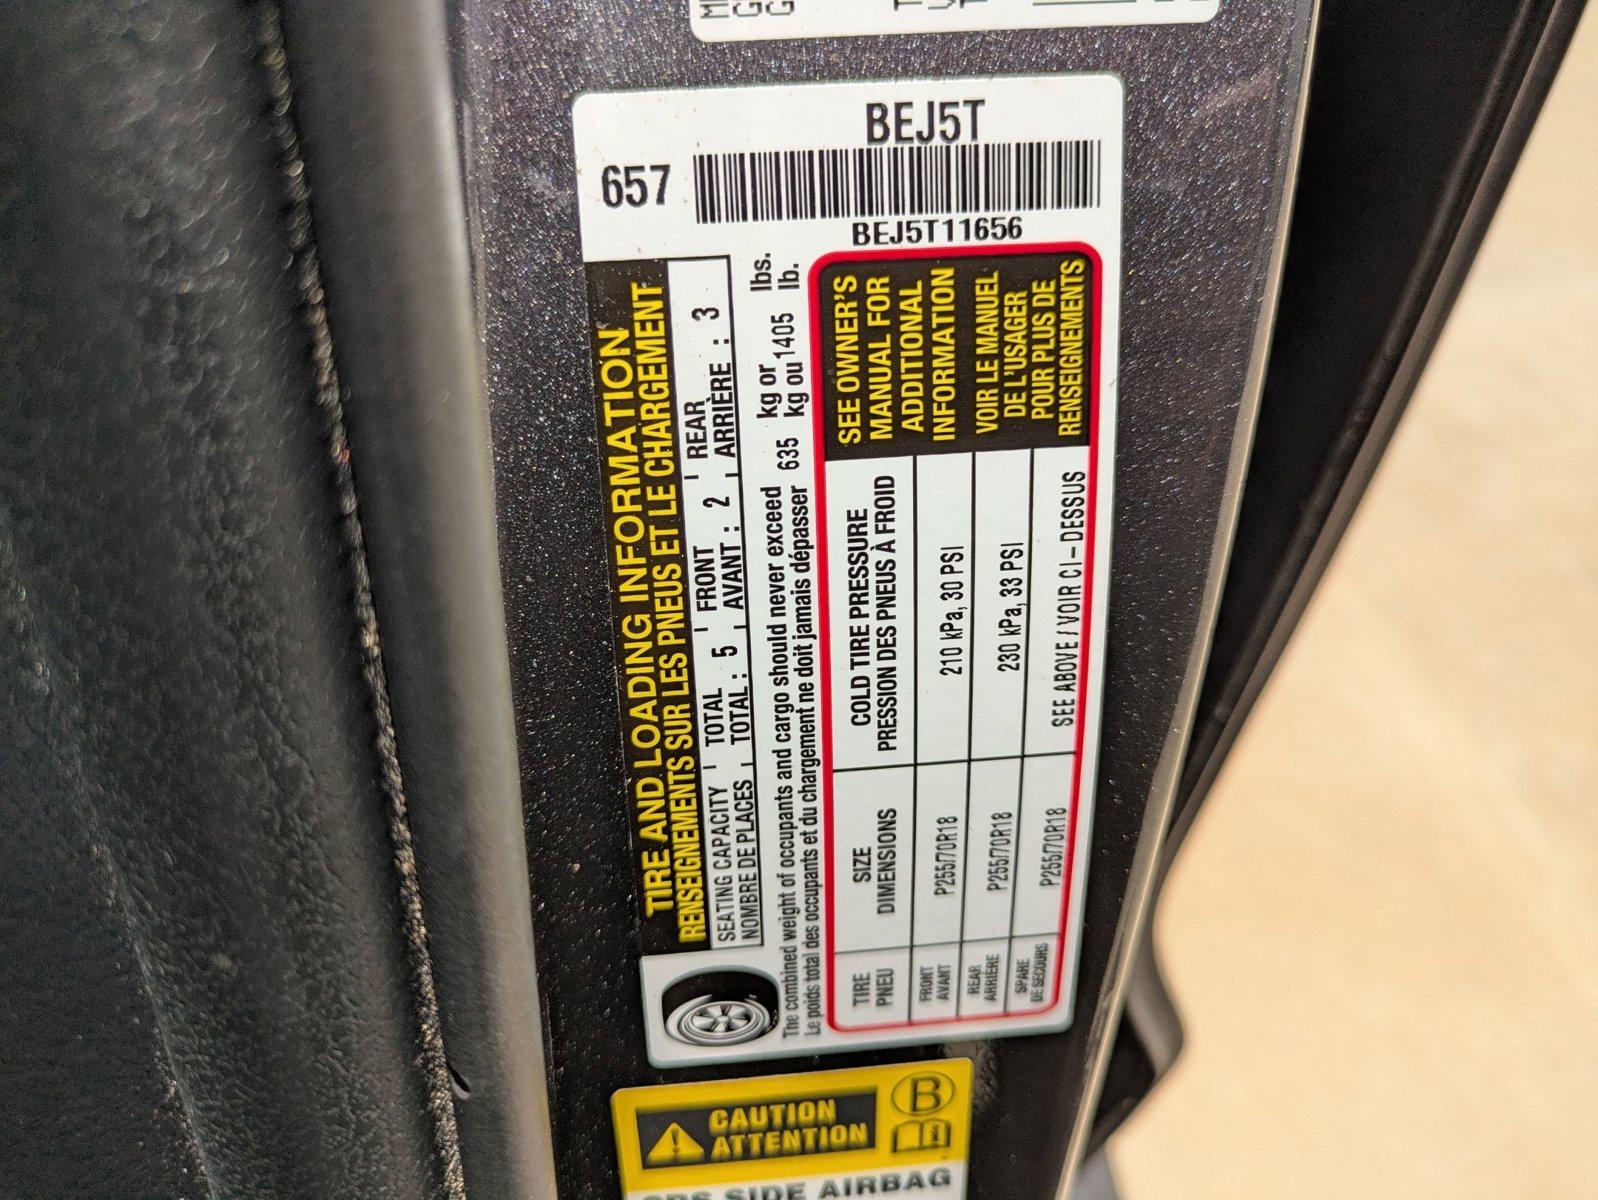 BEJ5T
657
BEJ5T11656
TIRE AND LOADING INFORMATION
RENSEIGNEMENTS SUR LES PNEUS ET LE CHARGEMENT
SEATING CAPACITY TOTAL 5 FRONT 2 REAR 3
NOMBRE DE PLACES TOTAL: AVANT: ARRIÈRE :
The combined weight of occupants and cargo should never exceed 635 kg or 1405 lbs.
Le poids total des occupants et du chargement ne doit jamais dépasser kg ou lb.
TIRE SIZE COLD TIRE PRESSURE
PNEU DIMENSIONS PRESSION DES PNEUS À FROID
FRONT
AVANT P255/70R18 210 kPa, 30 PSI
REAR
ARRIÈRE P255/70R18 230 kPa, 33 PSI
SPARE
DE SECOURS P255/70R18 SEE ABOVE / VOIR CI-DESSUS
SEE OWNER'S
MANUAL FOR
ADDITIONAL
INFORMATION
VOIR LE MANUEL
DE L'USAGER
POUR PLUS DE
RENSEIGNEMENTS
CAUTION
ATTENTION
B
SIDE AIRBAG